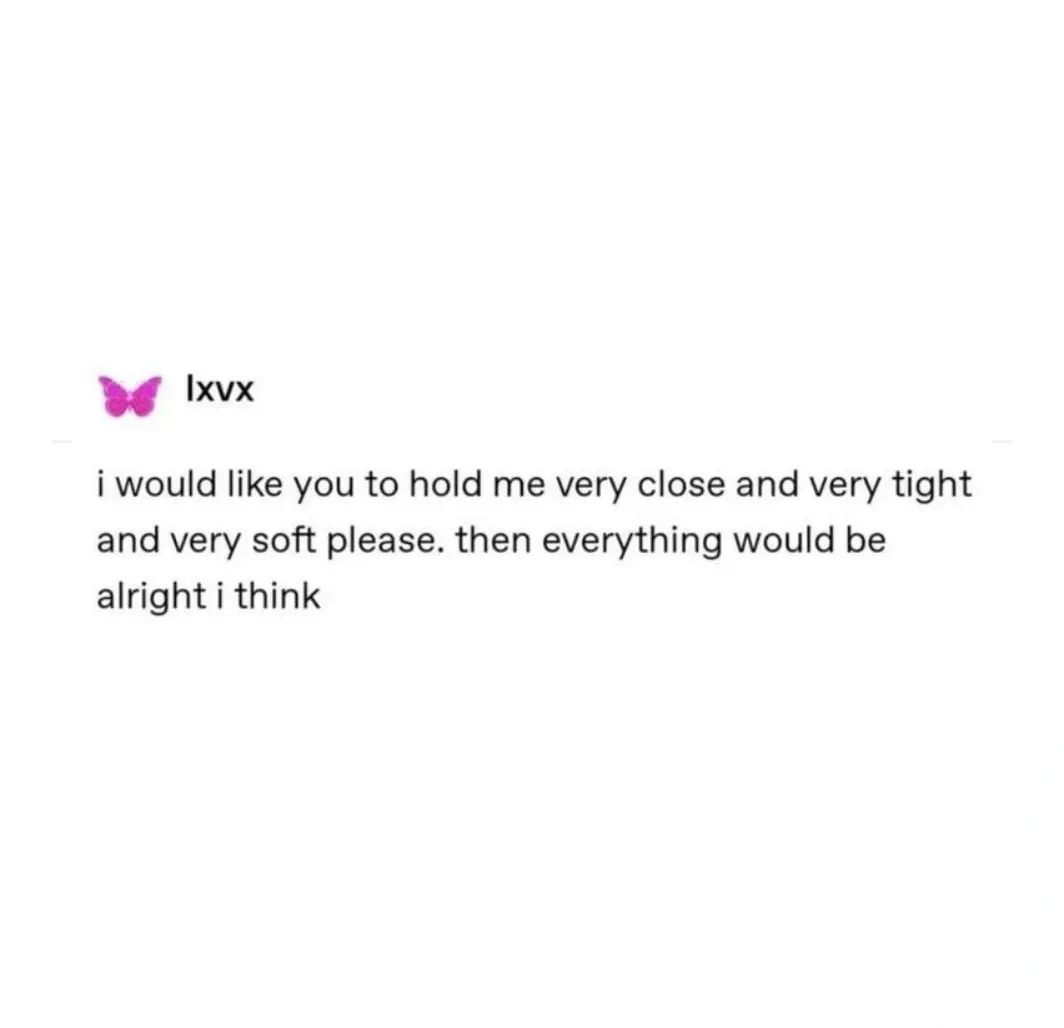 lxvx
i would like you to hold me very close and very tight
and very soft please. then everything would be
alright i think